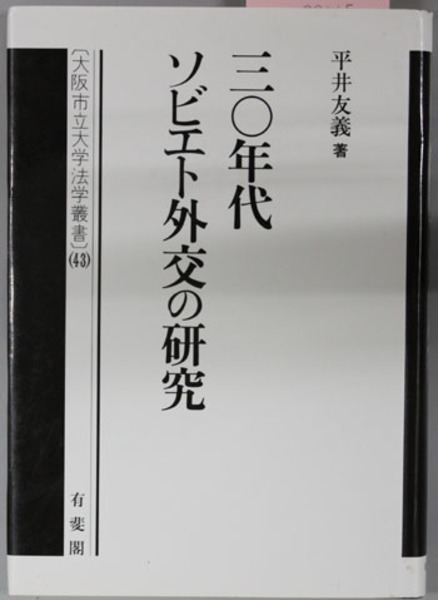 平井友義 著
三〇年代
ソビエト外交の研究
〔大阪市立大学法学叢書〕(43)
有斐閣